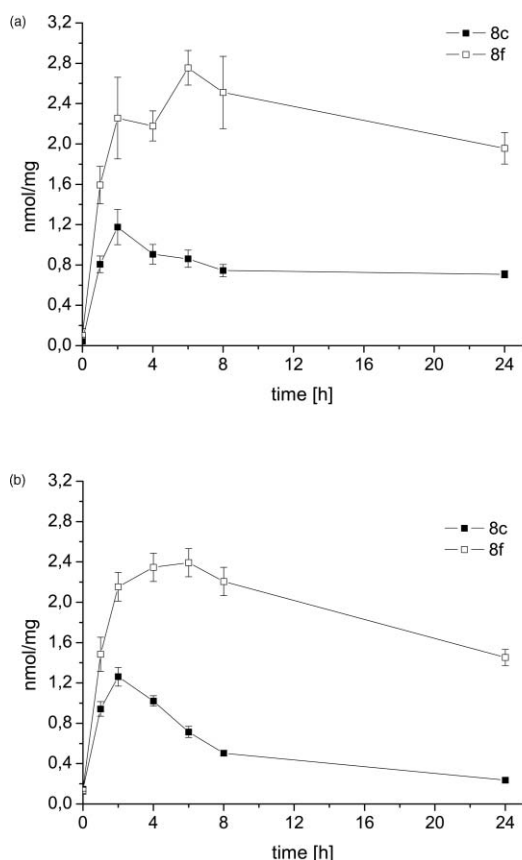 (a)
3,2
2,8
2,4
2,0
1,6
1,2
0,8
0,4
0,0
nmol/mg
8c
8f
0 4 8 12 16 20 24
time [h]
(b)
3,2
2,8
2,4
2,0
1,6
1,2
0,8
0,4
0,0
nmol/mg
8c
8f
0 4 8 12 16 20 24
time [h]